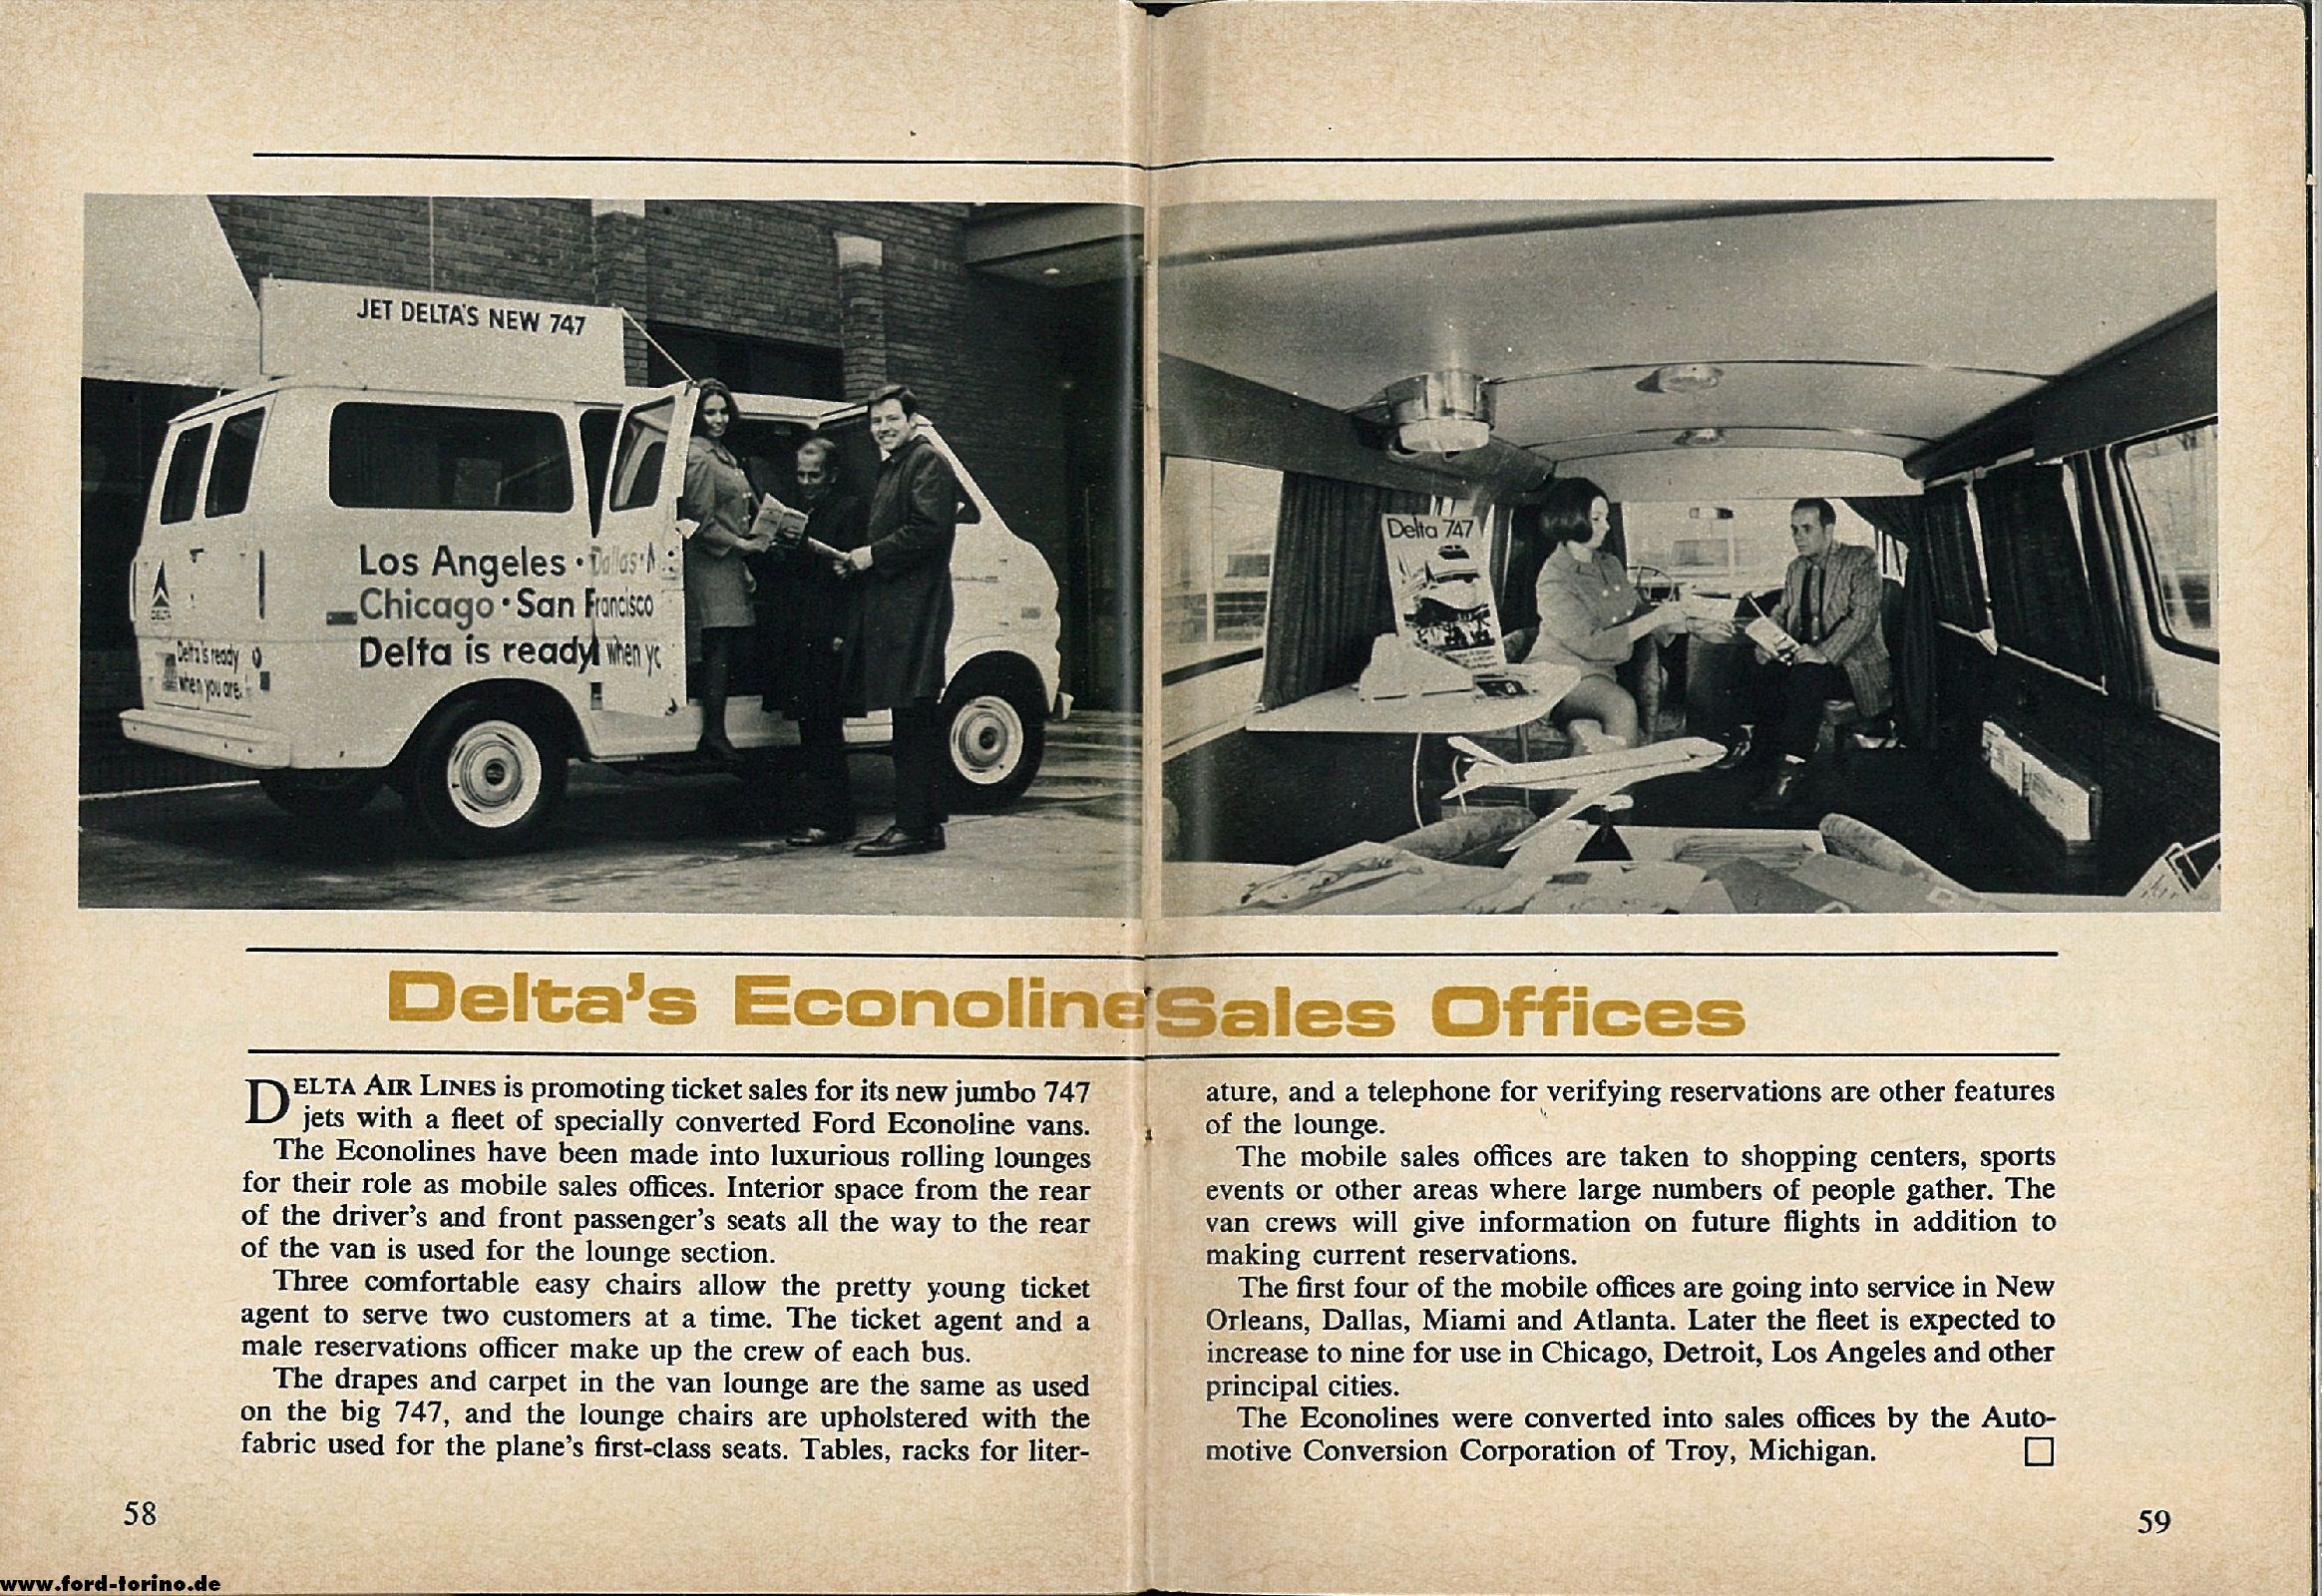 JET DELTA'S NEW 747
Los Angeles · Dallas ·
Chicago · San Francisco
Delta is ready when
DELTA
Delta is ready
when you are.
Delta 747
Delta's Econoline Sales Offices
DELTA AIR LINES is promoting ticket sales for its new jumbo 747
jets with a fleet of specially converted Ford Econoline vans.
The Econolines have been made into luxurious rolling lounges
for their role as mobile sales offices. Interior space from the rear
of the driver's and front passenger's seats all the way to the rear
of the van is used for the lounge section.
Three comfortable easy chairs allow the pretty young ticket
agent to serve two customers at a time. The ticket agent and a
male reservations officer make up the crew of each bus.
The drapes and carpet in the van lounge are the same as used
on the big 747, and the lounge chairs are upholstered with the
fabric used for the plane's first-class seats. Tables, racks for liter-
58
ature, and a telephone for verifying reservations are other features
of the lounge.
The mobile sales offices are taken to shopping centers, sports
events or other areas where large numbers of people gather. The
van crews will give information on future flights in addition to
making current reservations.
The first four of the mobile offices are going into service in New
Orleans, Dallas, Miami and Atlanta. Later the fleet is expected to
increase to nine for use in Chicago, Detroit, Los Angeles and other
principal cities.
The Econolines were converted into sales offices by the Auto-
motive Conversion Corporation of Troy, Michigan.
59
www.ford-torino.de